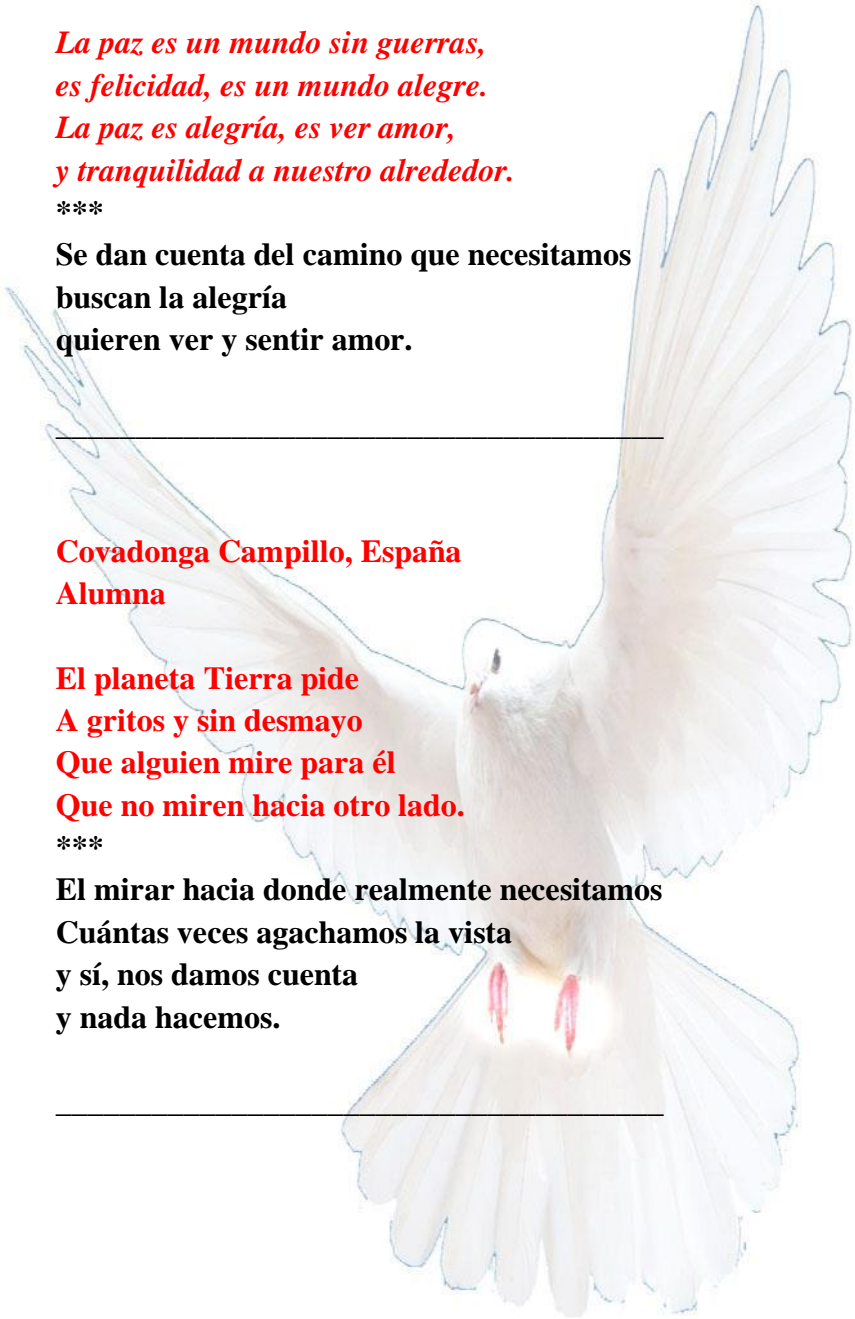 La paz es un mundo sin guerras,
es felicidad, es un mundo alegre.
La paz es alegría, es ver amor,
y tranquilidad a nuestro alrededor.
***
Se dan cuenta del camino que necesitamos
buscan la alegría
quieren ver y sentir amor.
______________________________________
Covadonga Campillo, España
Alumna
El planeta Tierra pide
A gritos y sin desmayo
Que alguien mire para él
Que no miren hacia otro lado.
***
El mirar hacia donde realmente necesitamos
Cuántas veces agachamos la vista
y sí, nos damos cuenta
y nada hacemos.
______________________________________